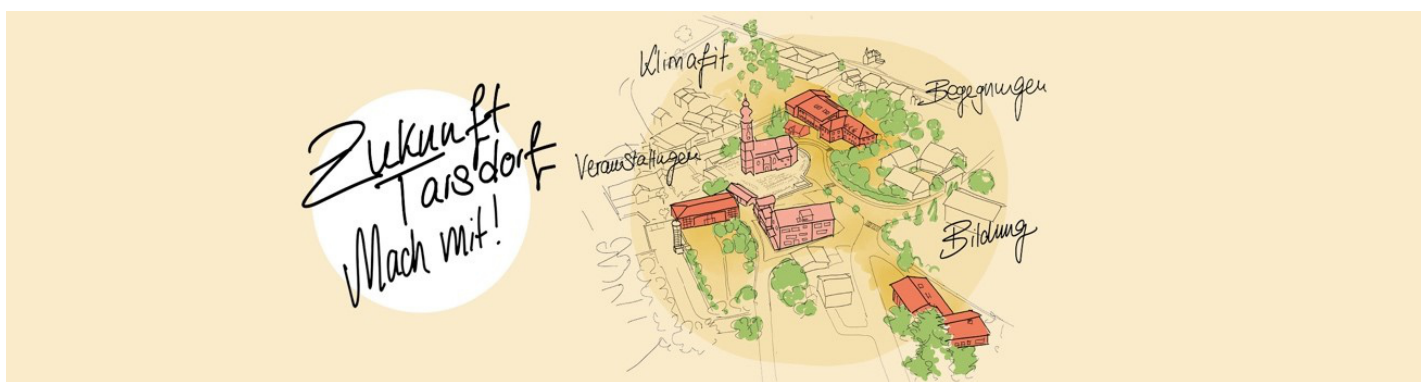 Zukunft
Tarsdorf
Mach mit!
Klimafit
Begegnungen
Veranstaltungen
Bildung